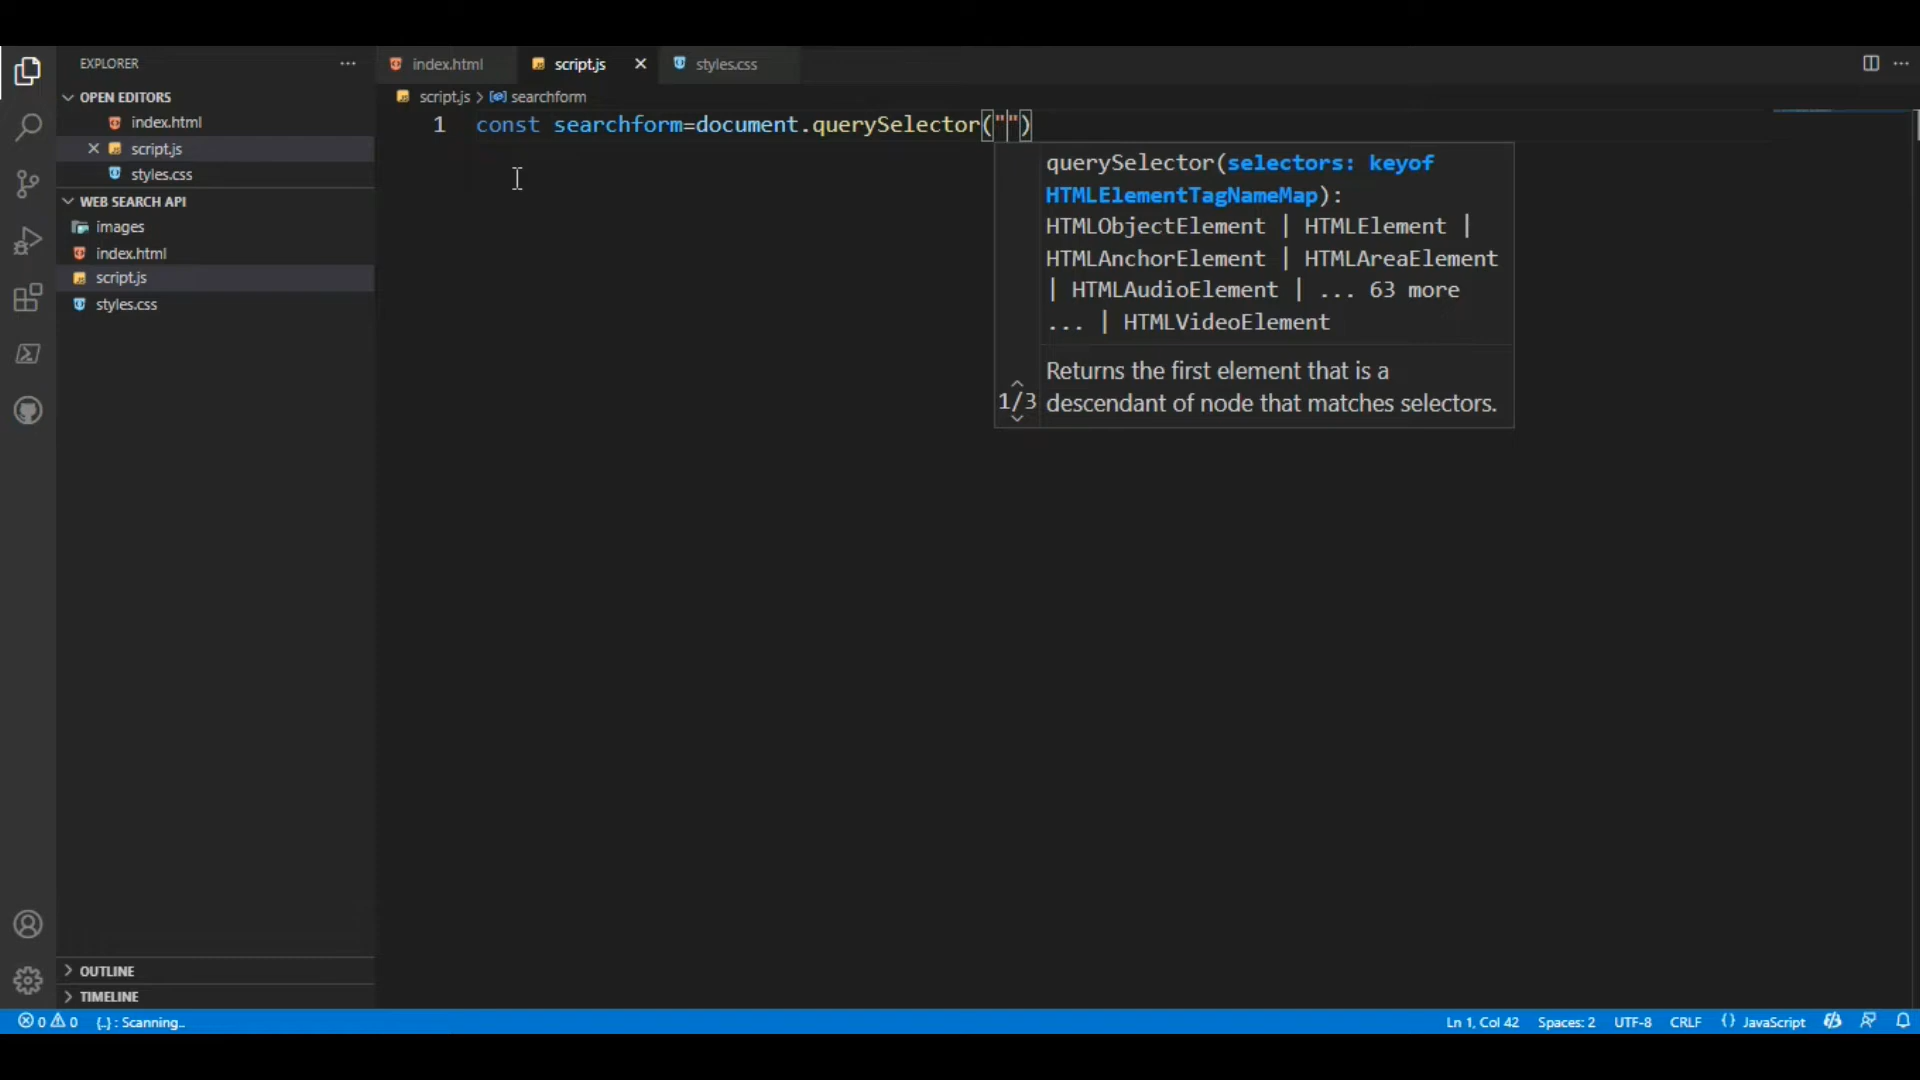 EXPLORER
···
index.html
script.js
styles.css
···
OPEN EDITORS
script.js > searchform
index.html
1 const searchform=document.querySelector("")
script.js
styles.css
querySelector(selectors: keyof
HTMLElementTagNameMap):
HTMLObjectElement | HTMLElement |
HTMLAnchorElement | HTMLAreaElement
| HTMLAudioElement | ... 63 more
... | HTMLVideoElement
Returns the first element that is a
1/3 descendant of node that matches selectors.
WEB SEARCH API
images
index.html
script.js
styles.css
OUTLINE
TIMELINE
0 0 {..} : Scanning..
Ln 1, Col 42
Spaces: 2
UTF-8
CRLF
JavaScript